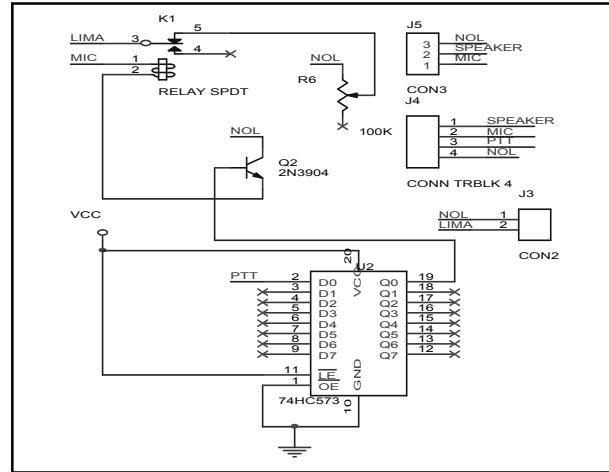 K1
LIMA 3
5
4
MIC 1
2
RELAY SPDT
NOL
R6
100K
J5
3 NOL
2 SPEAKER
1 MIC
CON3
J4
1 SPEAKER
2 MIC
3 PTT
4 NOL
CONN TRBLK 4
J3
NOL 1
LIMA 2
CON2
NOL
Q2
2N3904
VCC
U2
20 VCC
PTT 2 D0 Q0 19
3 D1 Q1 18
4 D2 Q2 17
5 D3 Q3 16
6 D4 Q4 15
7 D5 Q5 14
8 D6 Q6 13
9 D7 Q7 12
11 LE
1 OE
GND 10
74HC573